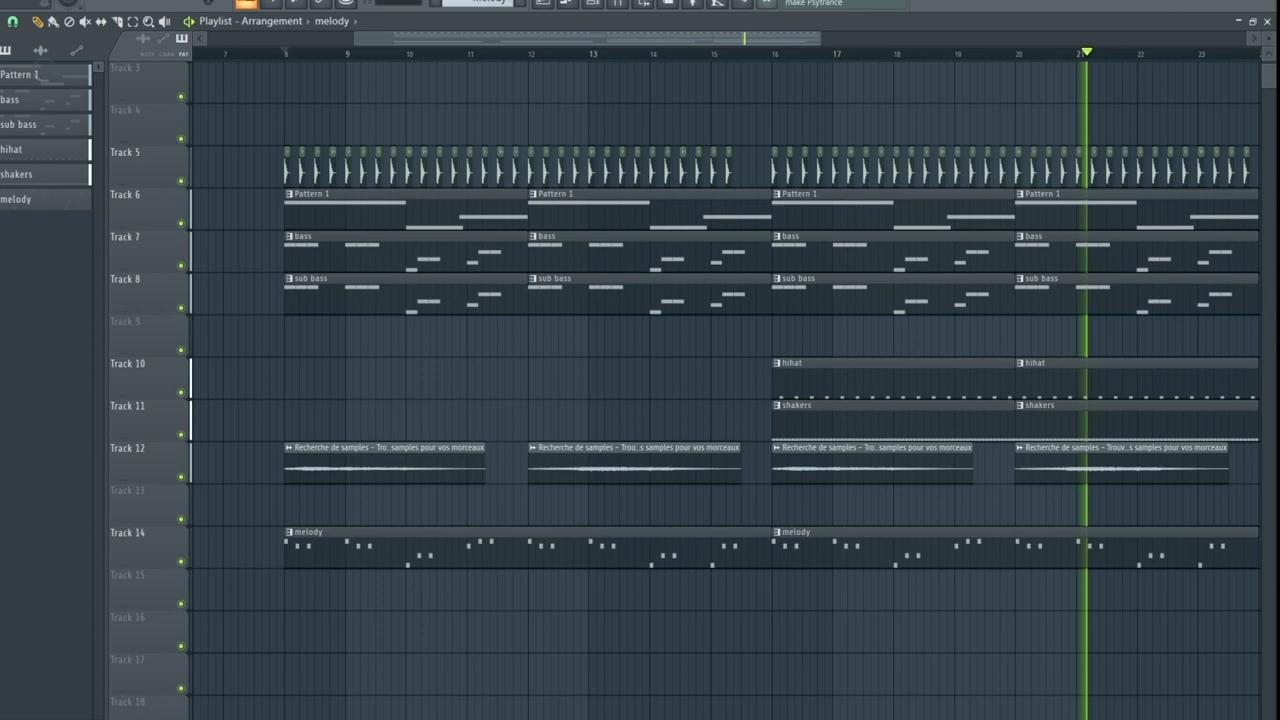 melody
make Psytrance
Playlist - Arrangement › melody ›
NOTE CHAN PAT
7 8 9 10 11 12 13 14 15 16 17 18 19 20 21 22 23
Pattern 1
bass
sub bass
hihat
shakers
melody
Track 3
Track 4
Track 5
Track 6
Pattern 1 Pattern 1 Pattern 1 Pattern 1
Track 7
bass bass bass bass
Track 8
sub bass sub bass sub bass sub bass
Track 9
Track 10
hihat hihat
Track 11
shakers shakers
Track 12
Recherche de samples - Tro..samples pour vos morceaux Recherche de samples - Trou..s samples pour vos morceaux Recherche de samples - Tro..samples pour vos morceaux Recherche de samples - Trouv..s samples pour vos morceaux
Track 13
Track 14
melody melody
Track 15
Track 16
Track 17
Track 18